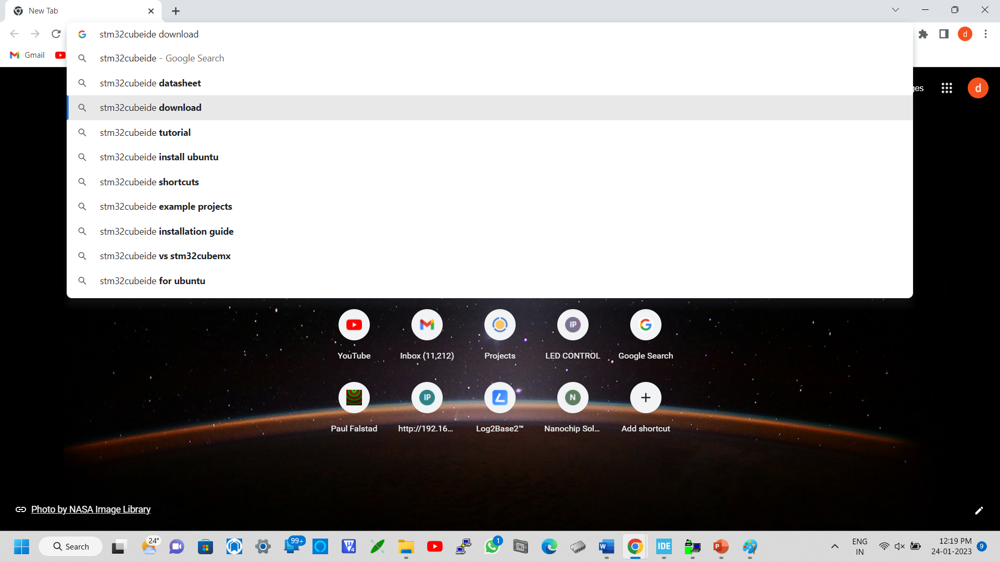 New Tab
stm32cubeide download
Gmail
stm32cubeide - Google Search
stm32cubeide datasheet
ges
d
d
stm32cubeide download
stm32cubeide tutorial
stm32cubeide install ubuntu
stm32cubeide shortcuts
stm32cubeide example projects
stm32cubeide installation guide
stm32cubeide vs stm32cubemx
stm32cubeide for ubuntu
IP
YouTube
Inbox (11,212)
Projects
LED CONTROL
Google Search
IP
N
Paul Falstad
http://192.16...
Log2Base2™
Nanochip Sol...
Add shortcut
Photo by NASA Image Library
Search
24°
99+
V4
1
W
IDE
P
ENG
IN
12:19 PM
24-01-2023
9